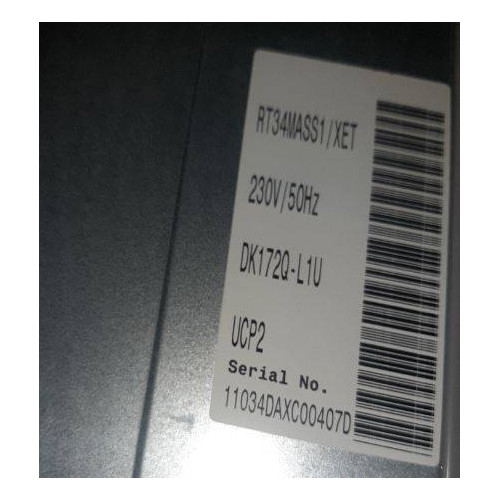 RT34MASS1/XET
230V/50Hz
DK172Q-L1U
UCP2
Serial No.
11034DAXC00407D